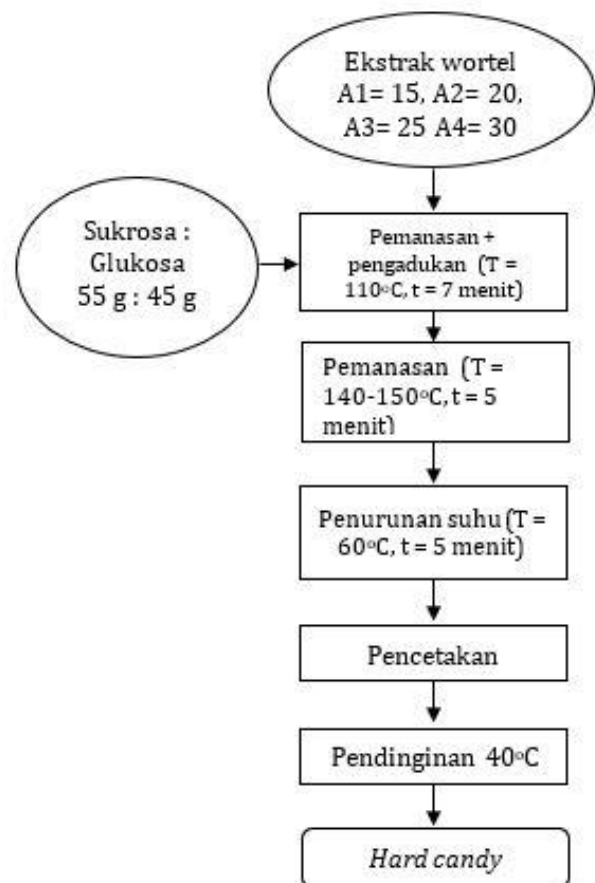 Ekstrak wortel
A1= 15, A2= 20,
A3= 25 A4= 30
Sukrosa :
Glukosa
55 g : 45 g
Pemanasan +
pengadukan (T =
110°C, t = 7 menit)
Pemanasan (T =
140-150°C, t = 5
menit)
Penurunan suhu (T =
60°C, t = 5 menit)
Pencetakan
Pendinginan 40°C
Hard candy